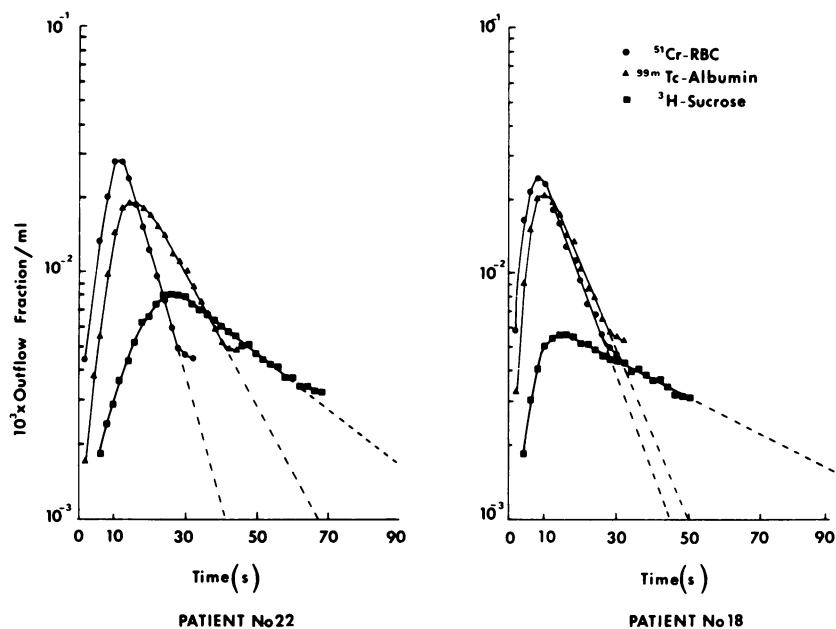 10⁻¹
10⁻²
10⁻³
10³x Outflow Fraction/ml
0 10 30 50 70 90
Time(s)
PATIENT No22
10⁻¹
10⁻²
10⁻³
⁵¹Cr-RBC
⁹⁹ᵐTc-Albumin
³H-Sucrose
0 10 30 50 70 90
Time(s)
PATIENT No18